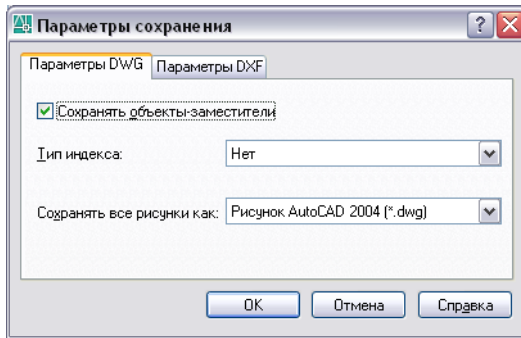 Параметры сохранения
Параметры DWG Параметры DXF
Сохранять объекты-заместители
Тип индекса: Нет
Сохранять все рисунки как: Рисунок AutoCAD 2004 (*.dwg)
OK Отмена Справка